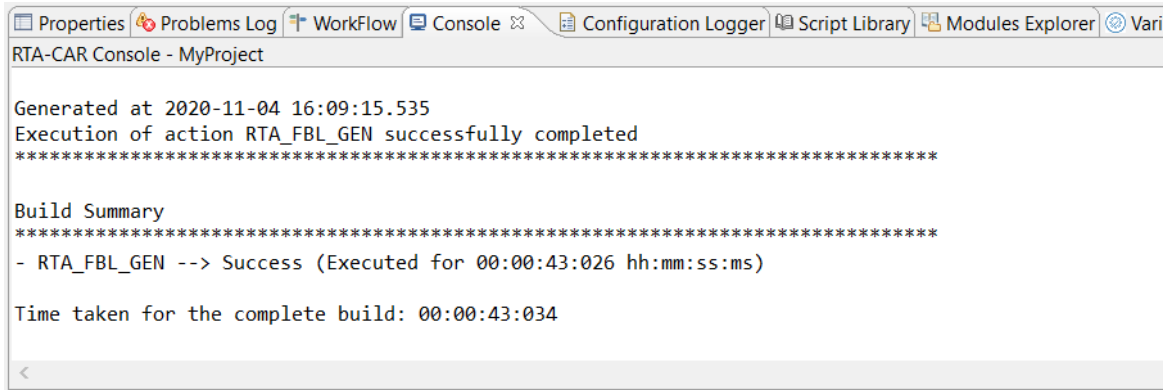 Properties Problems Log WorkFlow Console Configuration Logger Script Library Modules Explorer Vari
RTA-CAR Console - MyProject
Generated at 2020-11-04 16:09:15.535
Execution of action RTA_FBL_GEN successfully completed
********************************************************************************
Build Summary
********************************************************************************
- RTA_FBL_GEN --> Success (Executed for 00:00:43:026 hh:mm:ss:ms)
Time taken for the complete build: 00:00:43:034